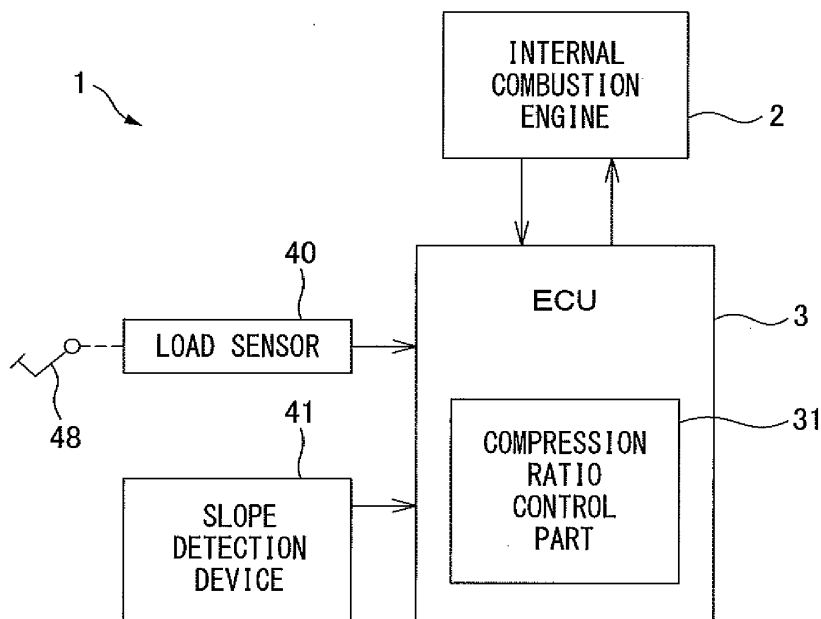 1
INTERNAL
COMBUSTION
ENGINE
2
40
LOAD SENSOR
48
ECU
3
41
SLOPE
DETECTION
DEVICE
COMPRESSION
RATIO
CONTROL
PART
31